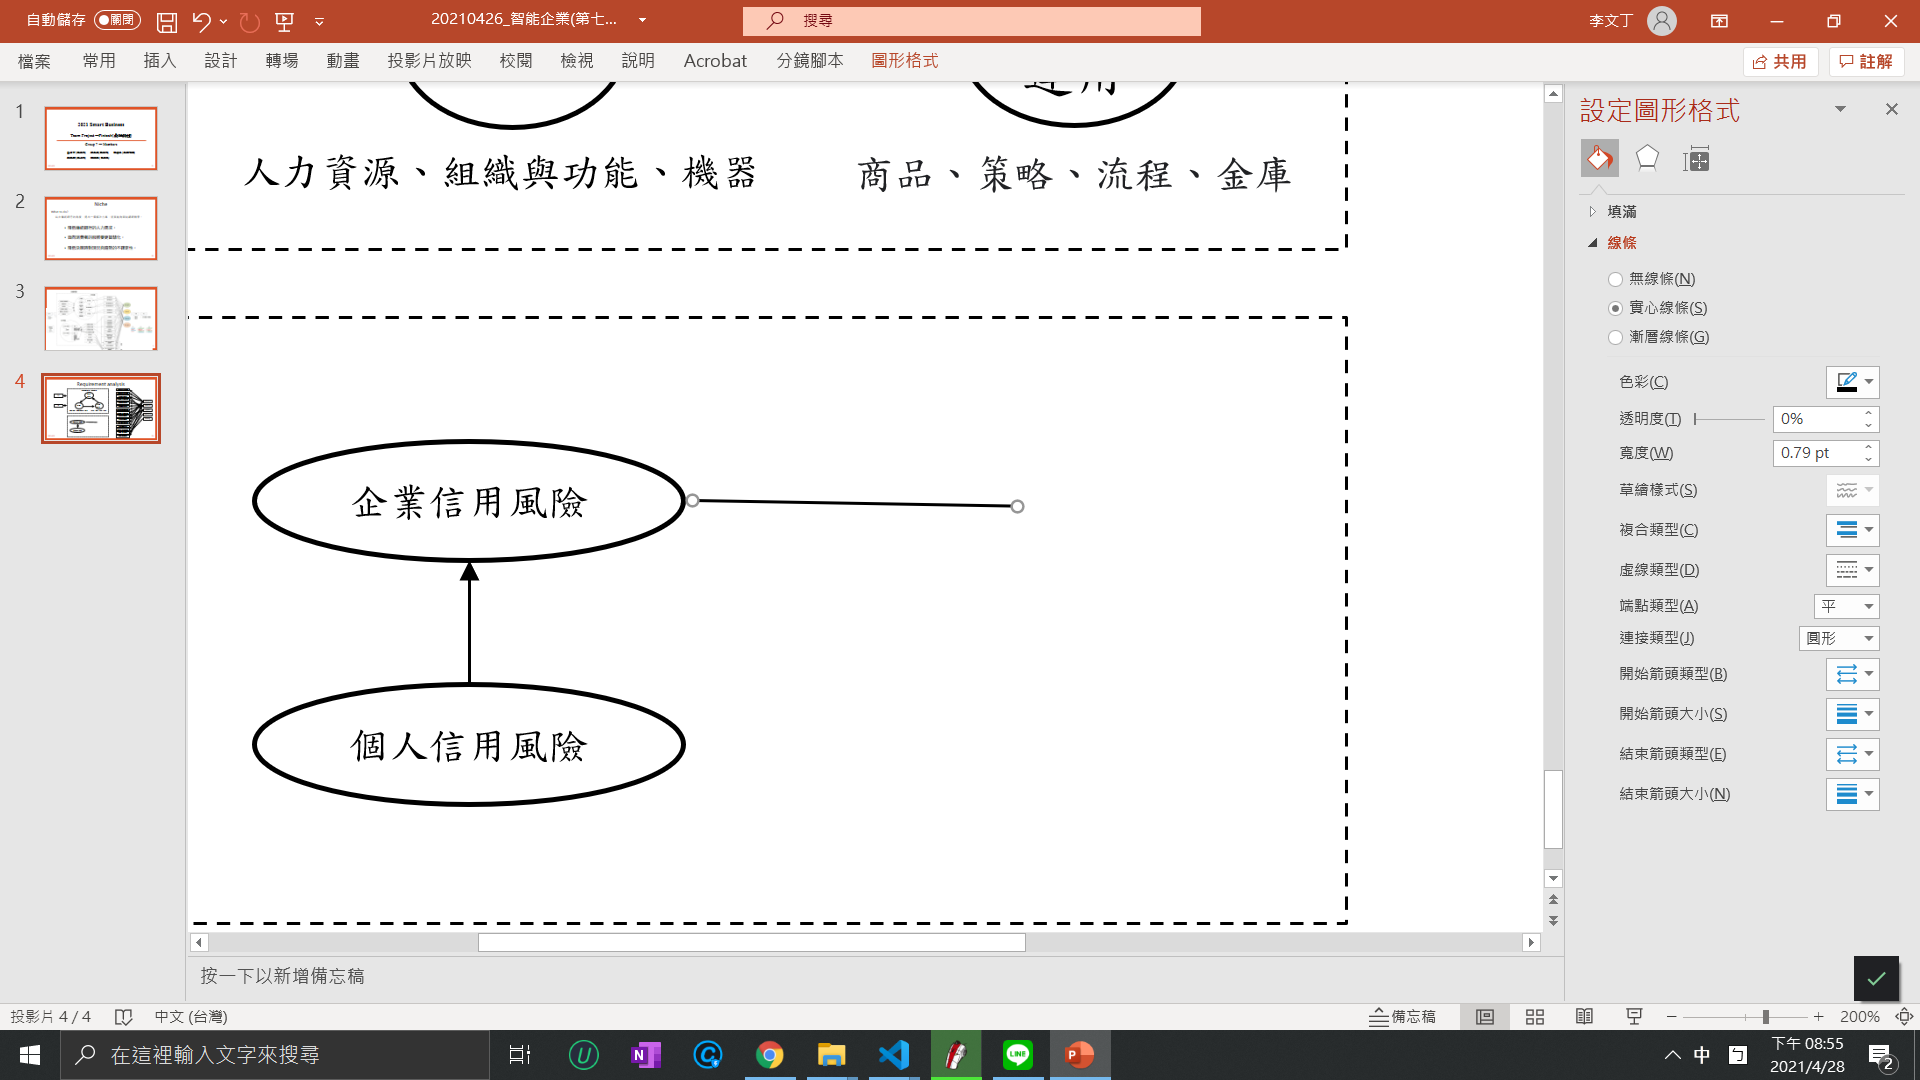 自動儲存 關閉
20210426_智能企業(第七...
搜尋
李文丁
檔案 常用 插入 設計 轉場 動畫 投影片放映 校閱 檢視 說明 Acrobat 分鏡腳本 圖形格式
共用 註解
1
2021 Smart Business
2
Niche
3
4
Requirement analysis
運用
人力資源、組織與功能、機器
商品、策略、流程、金庫
企業信用風險
個人信用風險
按一下以新增備忘稿
設定圖形格式
填滿
線條
無線條(N)
實心線條(S)
漸層線條(G)
色彩(C)
透明度(T) 0%
寬度(W) 0.79 pt
草繪樣式(S)
複合類型(C)
虛線類型(D)
端點類型(A) 平
連接類型(J) 圓形
開始箭頭類型(B)
開始箭頭大小(S)
結束箭頭類型(E)
結束箭頭大小(N)
投影片 4 / 4 中文 (台灣)
備忘稿 200%
在這裡輸入文字來搜尋
N
LINE
P
中 ㄅ
下午 08:55
2021/4/28
2